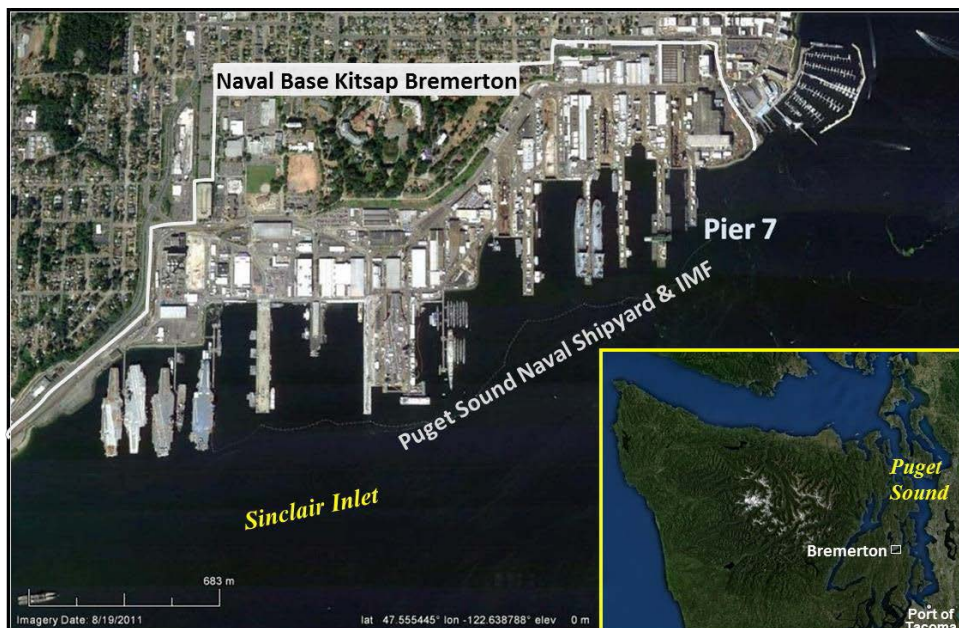 Naval Base Kitsap Bremerton
Pier 7
Puget Sound Naval Shipyard & IMF
Sinclair Inlet
683 m
Imagery Date: 8/19/2011
lat 47.555445° lon -122.638788° elev 0 m
Puget
Sound
Bremerton
Port of
Tacoma